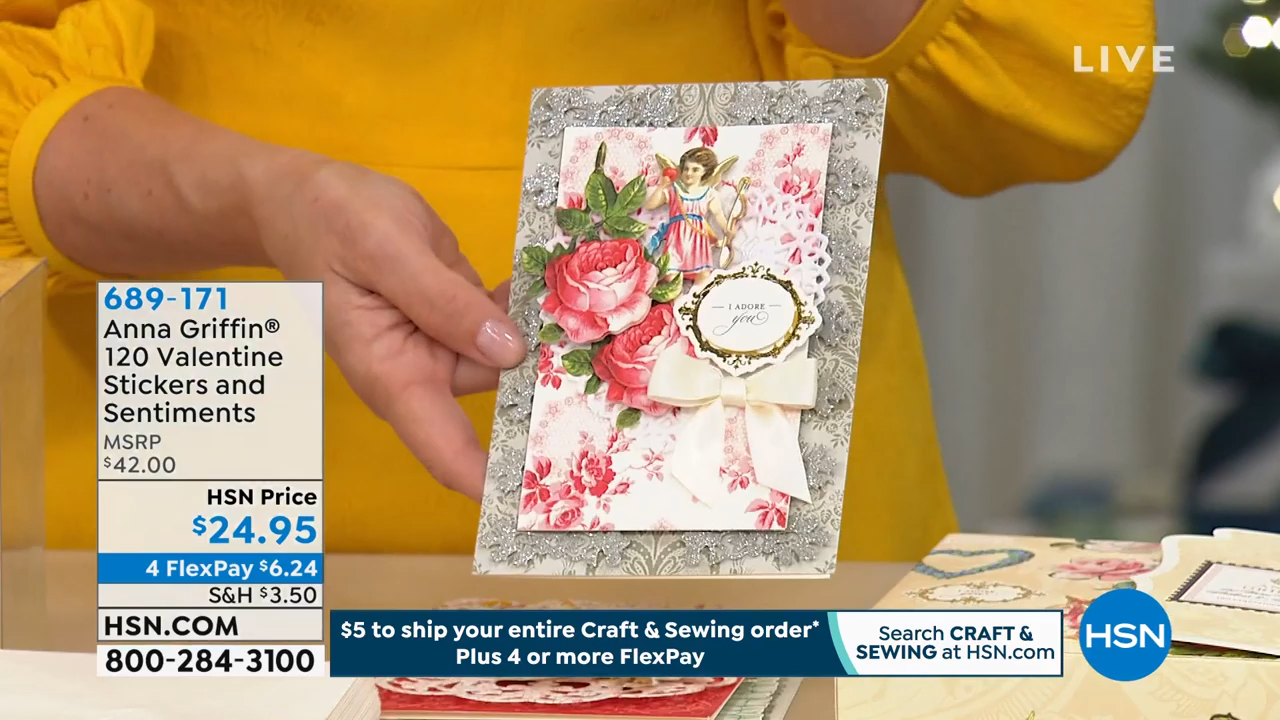 LIVE
I ADORE
you
689-171
Anna Griffin®
120 Valentine
Stickers and
Sentiments
MSRP
$42.00
HSN Price
$24.95
4 FlexPay $6.24
S&H $3.50
HSN.COM
800-284-3100
$5 to ship your entire Craft & Sewing order*
Plus 4 or more FlexPay
Search CRAFT &
SEWING at HSN.com
HSN